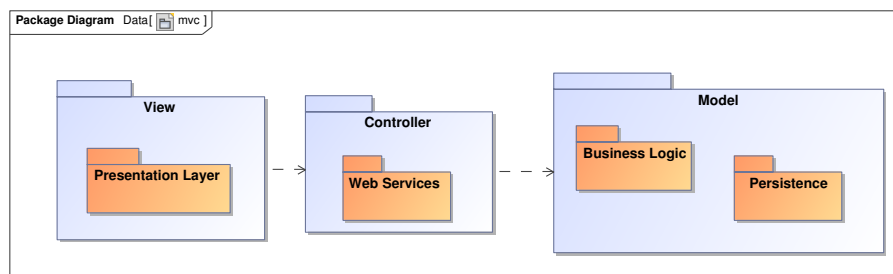 Package Diagram Data[ mvc ]
View
Presentation Layer
Controller
Web Services
Model
Business Logic
Persistence